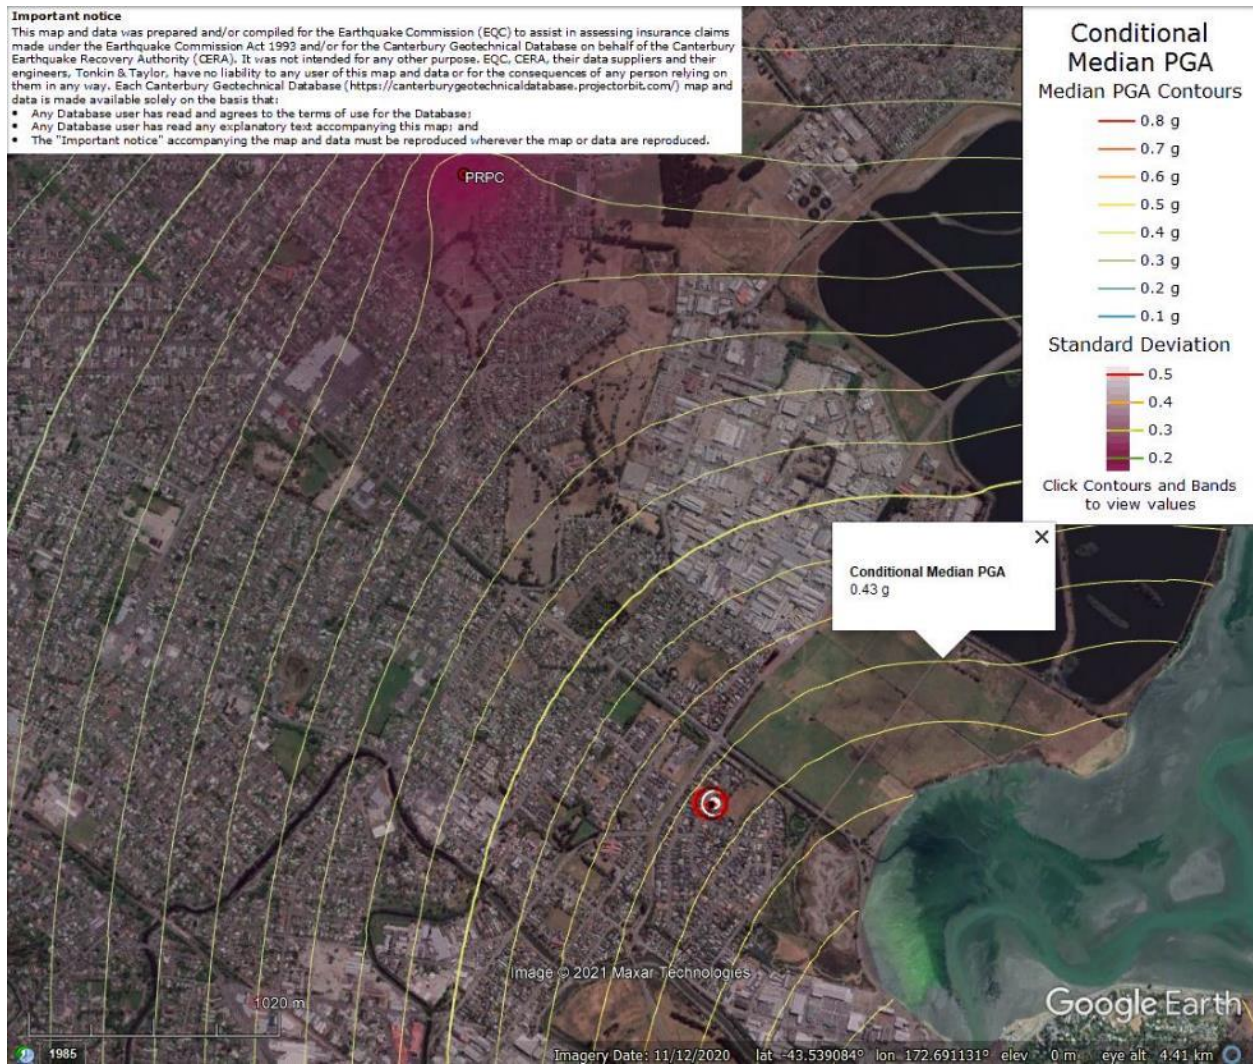 Important notice
This map and data was prepared and/or compiled for the Earthquake Commission (EQC) to assist in assessing insurance claims
made under the Earthquake Commission Act 1993 and/or for the Canterbury Geotechnical Database on behalf of the Canterbury
Earthquake Recovery Authority (CERA). It was not intended for any other purpose. EQC, CERA, their data suppliers and their
engineers, Tonkin & Taylor, have no liability to any user of this map and data or for the consequences of any person relying on
them in any way. Each Canterbury Geotechnical Database (https://canterburygeotechnicaldatabase.projectorbit.com/) map and
data is made available solely on the basis that:
• Any Database user has read and agrees to the terms of use for the Database;
• Any Database user has read any explanatory text accompanying this map; and
• The "Important notice" accompanying the map and data must be reproduced wherever the map or data are reproduced.
Conditional
Median PGA
Median PGA Contours
0.8 g
0.7 g
0.6 g
0.5 g
0.4 g
0.3 g
0.2 g
0.1 g
Standard Deviation
0.5
0.4
0.3
0.2
Click Contours and Bands
to view values
PRPC
Conditional Median PGA
0.43 g
Image © 2021 Maxar Technologies
1020 m
Google Earth
1985
Imagery Date: 11/12/2020 lat -43.539084° lon 172.691131° elev 0 m eye alt 4.41 km